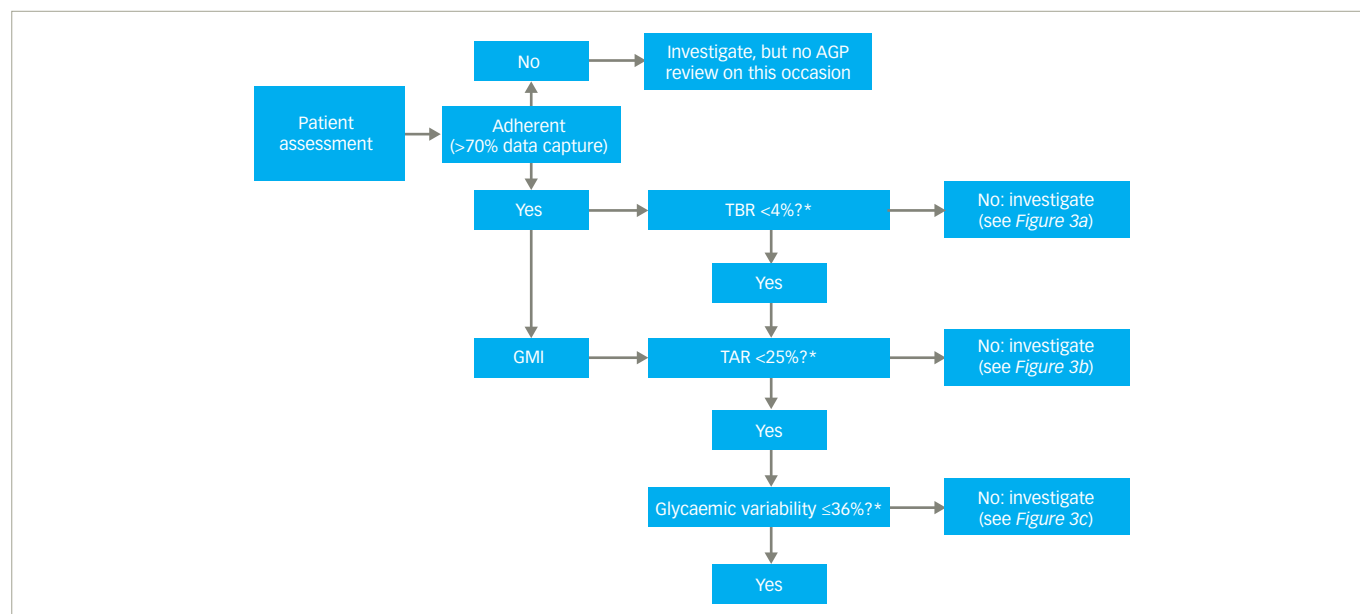 No
Investigate, but no AGP
review on this occasion
Patient
assessment
Adherent
(>70% data capture)
Yes
TBR <4%?*
No: investigate
(see Figure 3a)
Yes
GMI
TAR <25%?*
No: investigate
(see Figure 3b)
Yes
Glycaemic variability ≤36%?*
No: investigate
(see Figure 3c)
Yes